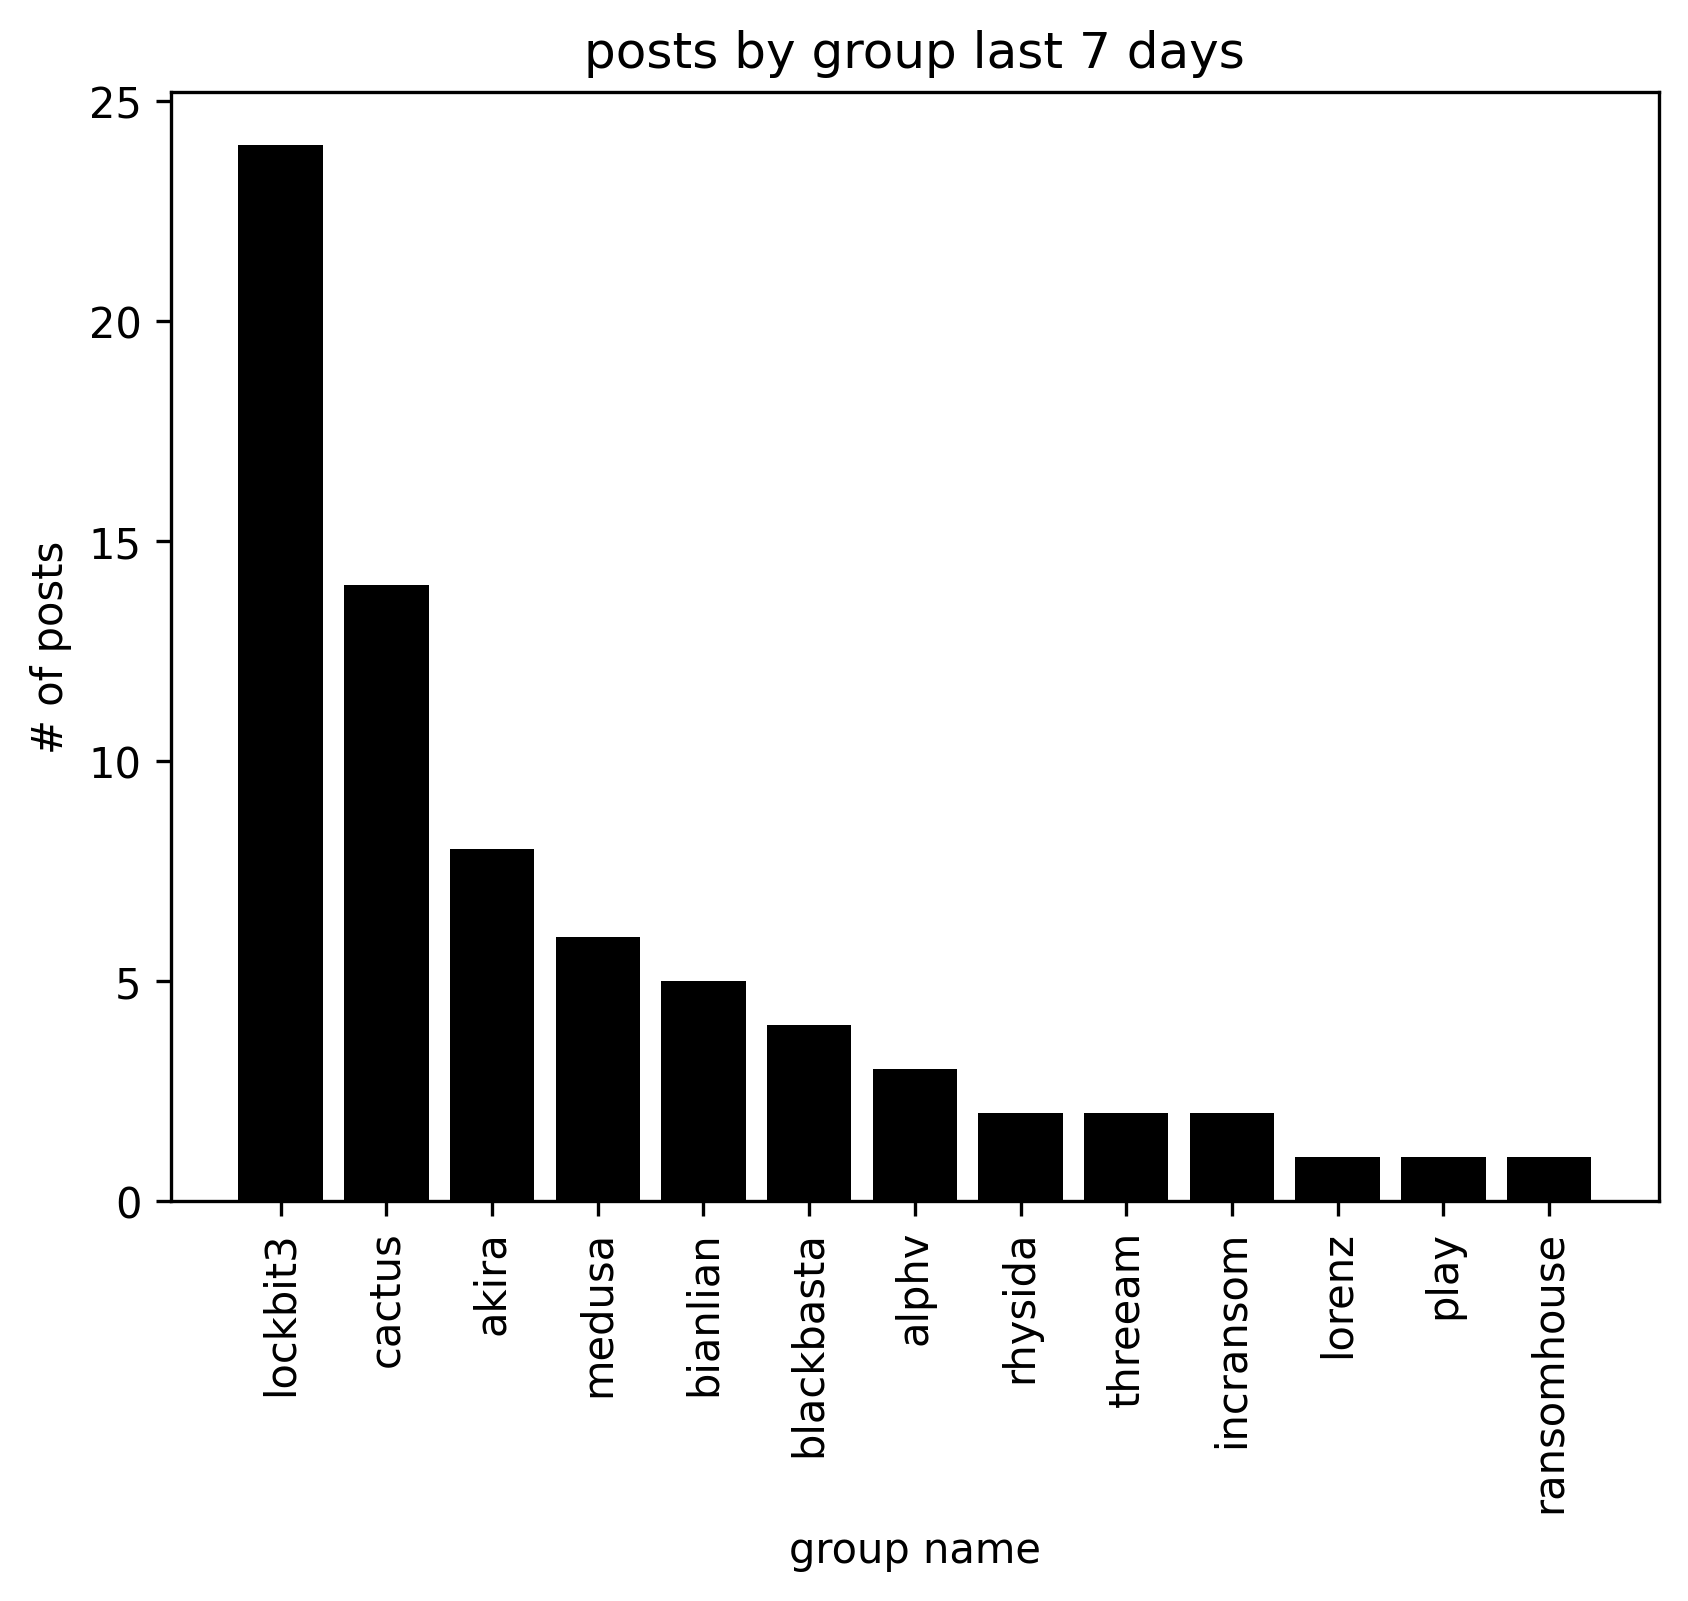 posts by group last 7 days
25
20
15
10
5
0
# of posts
lockbit3
cactus
akira
medusa
bianlian
blackbasta
alphv
rhysida
threeam
incransom
lorenz
play
ransomhouse
group name